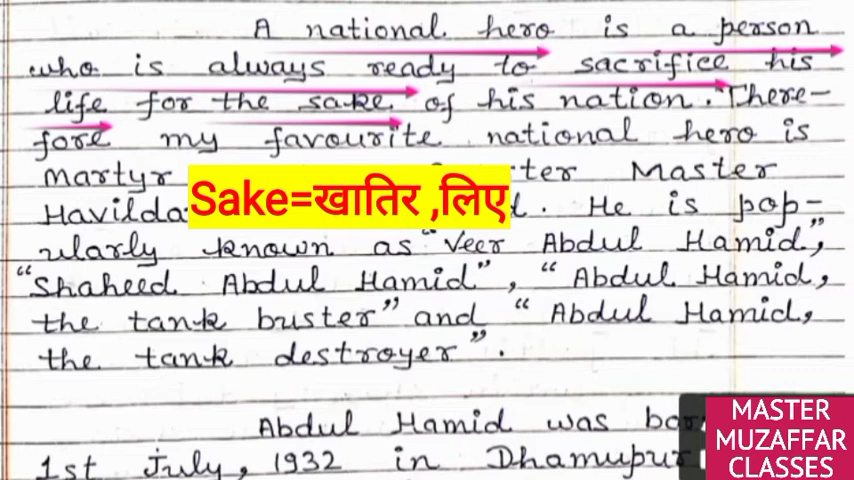 A national hero is a person
who is always ready to sacrifice his
life for the sake of his nation. There-
fore my favourite national hero is
martyr ter Master
Havilda . He is pop-
ularly known as "Veer Abdul Hamid",
"Shaheed Abdul Hamid", "Abdul Hamid,
the tank buster" and "Abdul Hamid,
the tank destroyer".
Sake=खातिर ,लिए
Abdul Hamid was bor
1st July, 1932 in Dhamupur
MASTER
MUZAFFAR
CLASSES